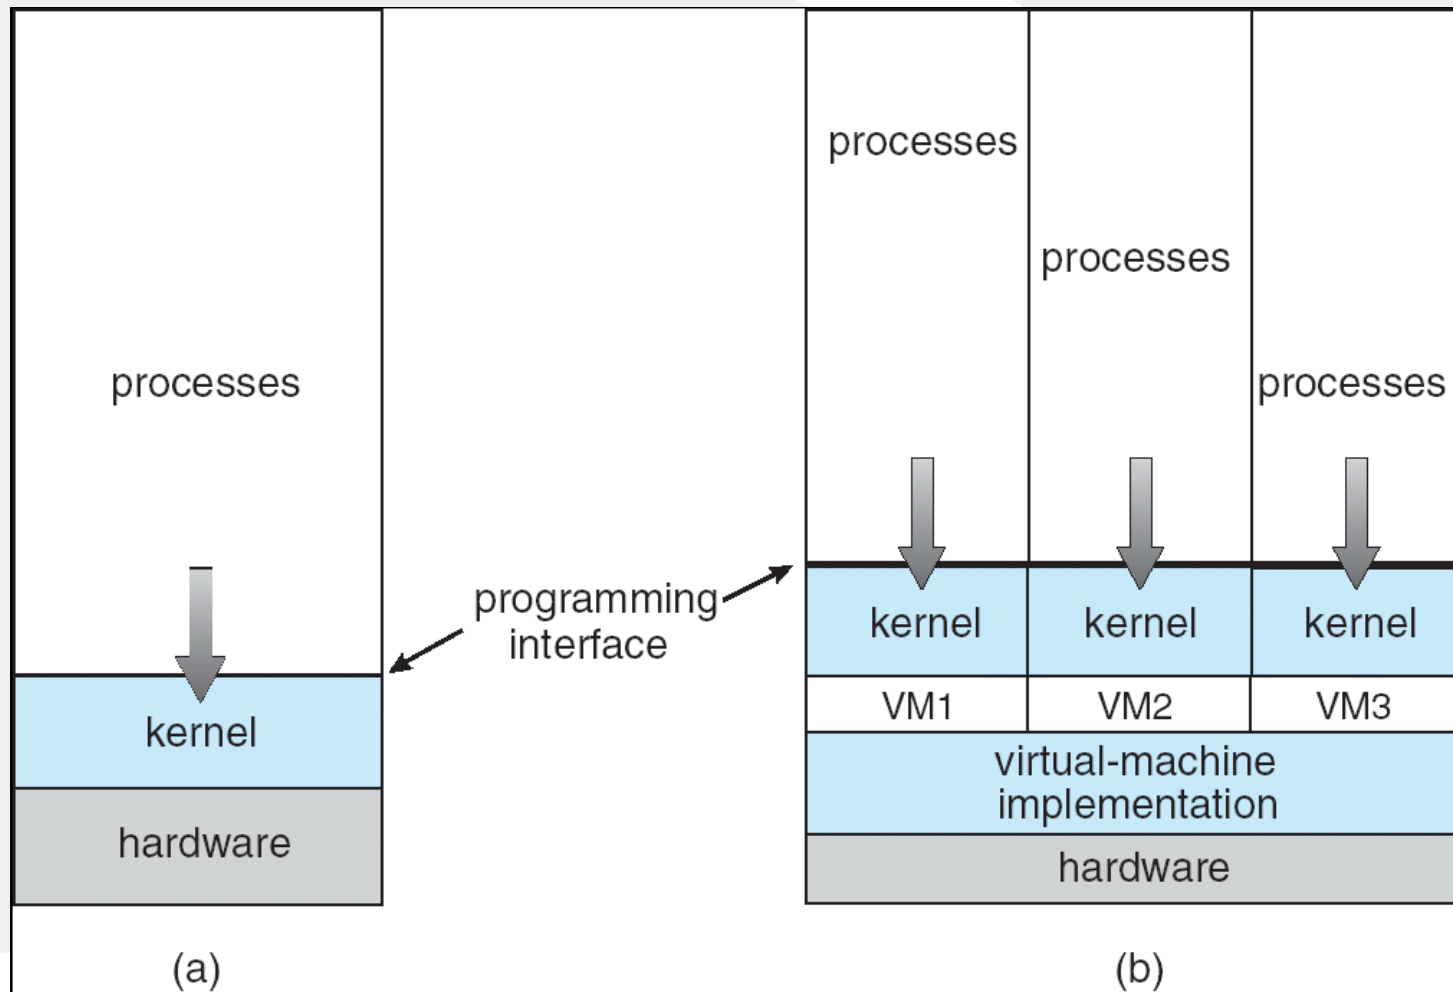 processes
kernel
hardware
(a)
programming
interface
processes
processes
processes
kernel
kernel
kernel
VM1
VM2
VM3
virtual-machine
implementation
hardware
(b)